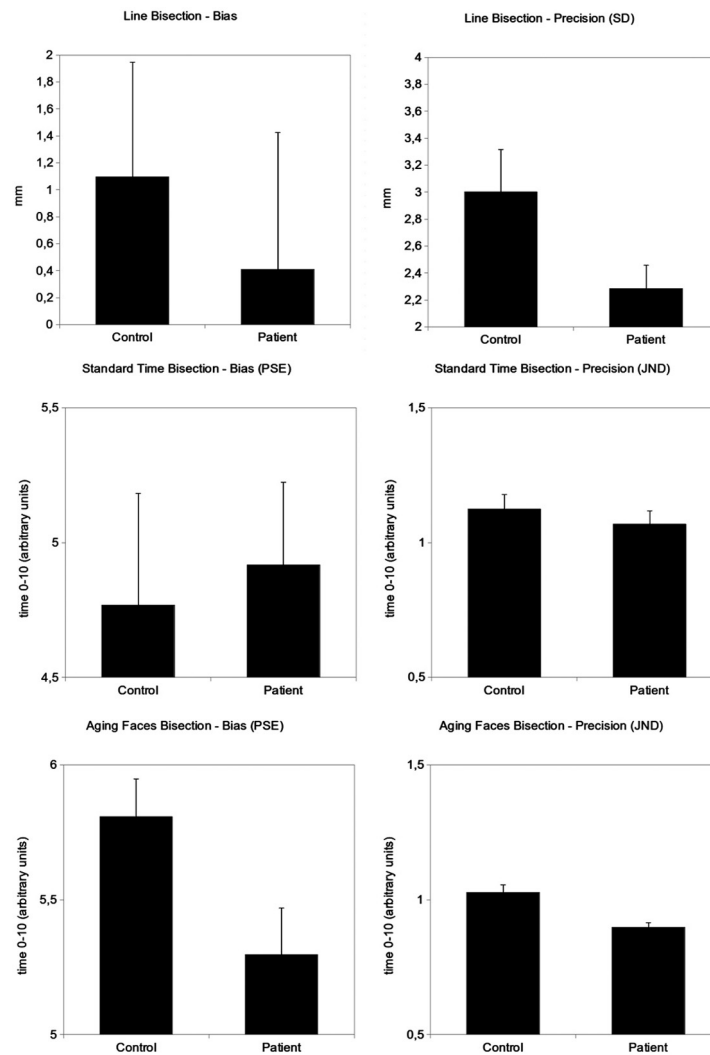 Line Bisection - Bias
2
1,8
1,6
1,4
1,2
1
0,8
0,6
0,4
0,2
0
mm
Control Patient
Line Bisection - Precision (SD)
4
3,8
3,6
3,4
3,2
3
2,8
2,6
2,4
2,2
2
mm
Control Patient
Standard Time Bisection - Bias (PSE)
5,5
5
4,5
time 0-10 (arbitrary units)
Control Patient
Standard Time Bisection - Precision (JND)
1,5
1
0,5
time 0-10 (arbitrary units)
Control Patient
Aging Faces Bisection - Bias (PSE)
6
5,5
5
time 0-10 (arbitrary units)
Control Patient
Aging Faces Bisection - Precision (JND)
1,5
1
0,5
time 0-10 (arbitrary units)
Control Patient